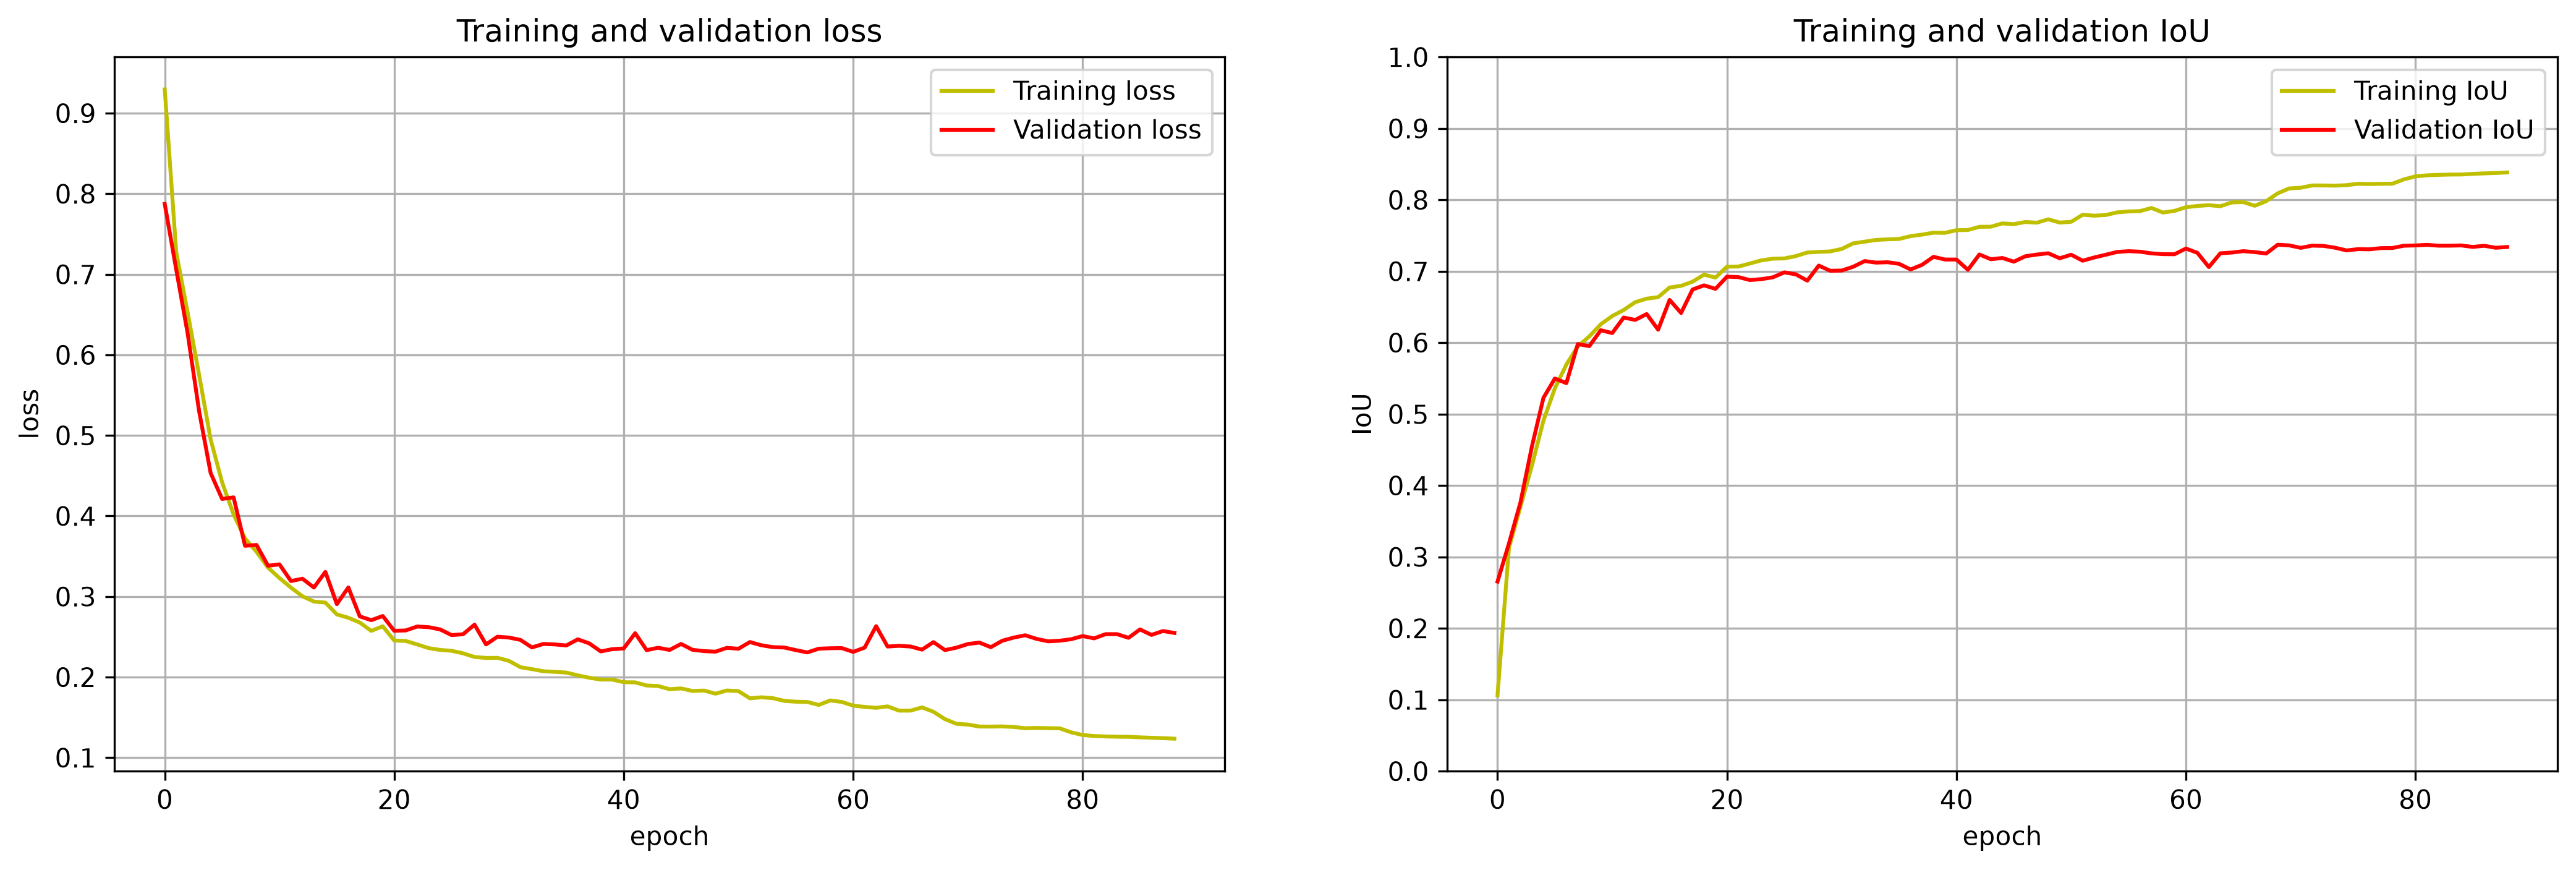 Training and validation loss
Training loss
Validation loss
0.9
0.8
0.7
0.6
0.5
0.4
0.3
0.2
0.1
loss
0 20 40 60 80
epoch
Training and validation IoU
Training IoU
Validation IoU
1.0
0.9
0.8
0.7
0.6
0.5
0.4
0.3
0.2
0.1
0.0
IoU
0 20 40 60 80
epoch